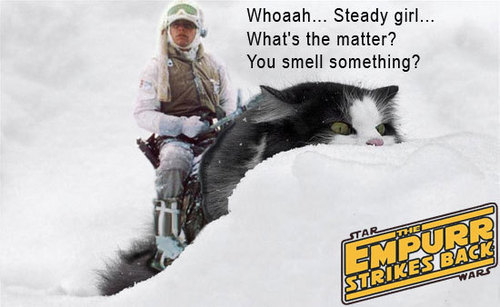 Whoaah... Steady girl...
What's the matter?
You smell something?
STAR
THE
EMPURR
STRIKES BACK
WARS